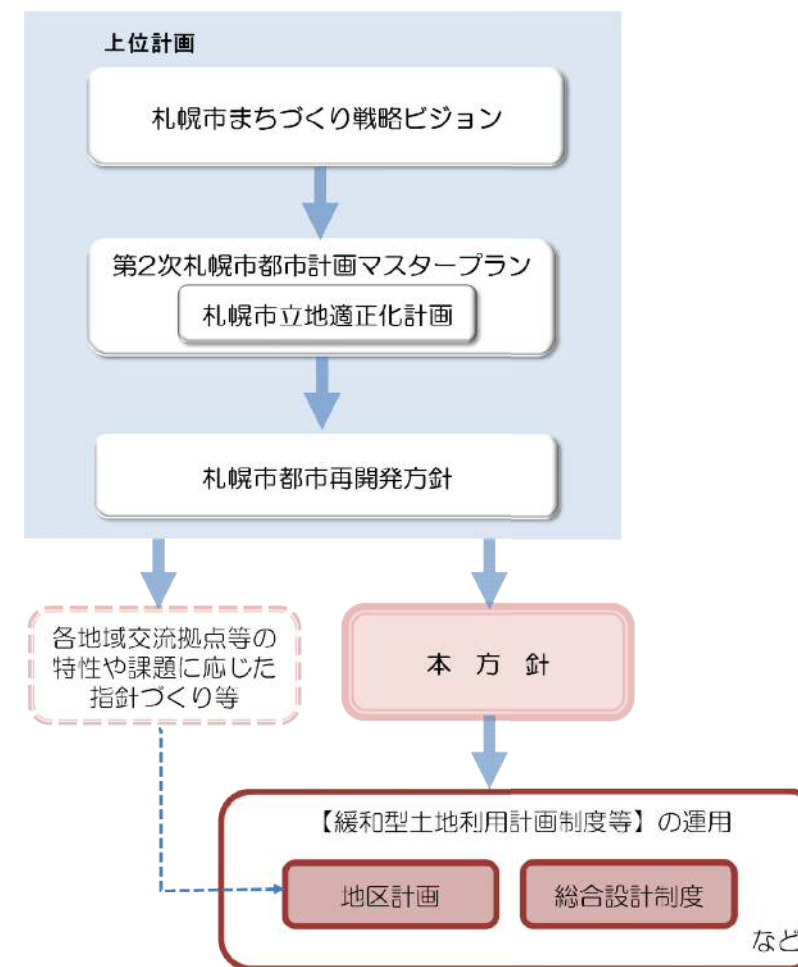 上位計画
札幌市まちづくり戦略ビジョン
第2次札幌市都市計画マスタープラン
札幌市立地適正化計画
札幌市都市再開発方針
各地域交流拠点等の
特性や課題に応じた
指針づくり等
本方針
【緩和型土地利用計画制度等】の運用
地区計画
総合設計制度
など